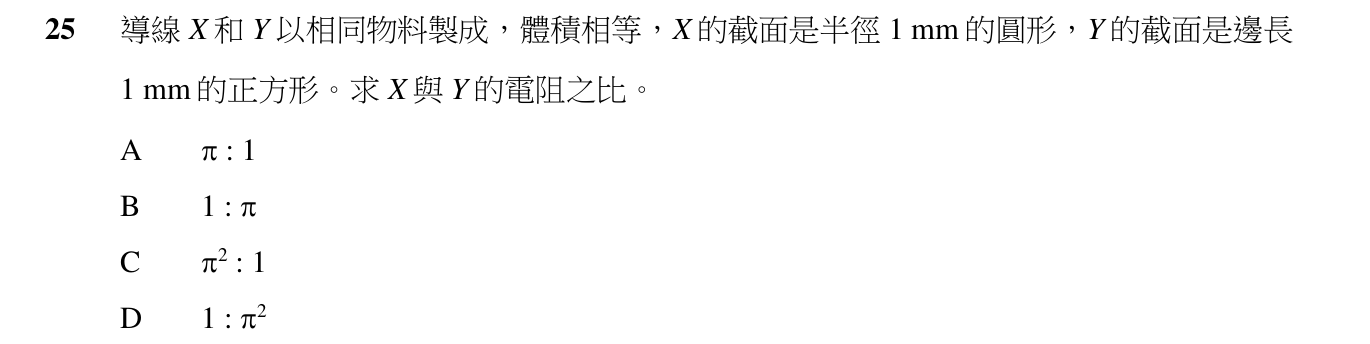 25 導線 X 和 Y 以相同物料製成，體積相等，X 的截面是半徑 1 mm 的圓形，Y 的截面是邊長
1 mm 的正方形。求 X 與 Y 的電阻之比。
A π : 1
B 1 : π
C π² : 1
D 1 : π²